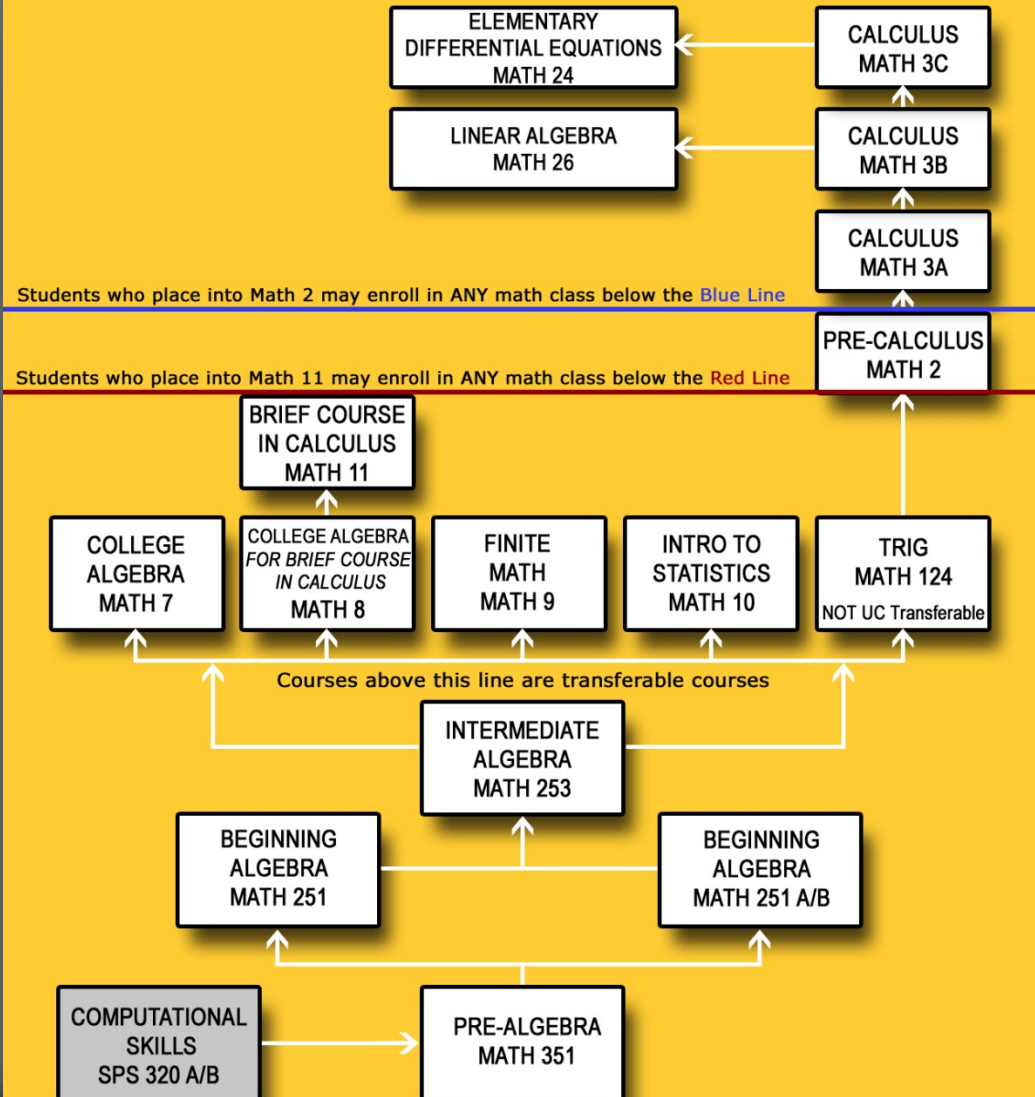 ELEMENTARY
DIFFERENTIAL EQUATIONS
MATH 24
CALCULUS
MATH 3C
LINEAR ALGEBRA
MATH 26
CALCULUS
MATH 3B
CALCULUS
MATH 3A
Students who place into Math 2 may enroll in ANY math class below the Blue Line
PRE-CALCULUS
MATH 2
Students who place into Math 11 may enroll in ANY math class below the Red Line
BRIEF COURSE
IN CALCULUS
MATH 11
COLLEGE
ALGEBRA
MATH 7
COLLEGE ALGEBRA
FOR BRIEF COURSE
IN CALCULUS
MATH 8
FINITE
MATH
MATH 9
INTRO TO
STATISTICS
MATH 10
TRIG
MATH 124
NOT UC Transferable
Courses above this line are transferable courses
INTERMEDIATE
ALGEBRA
MATH 253
BEGINNING
ALGEBRA
MATH 251
BEGINNING
ALGEBRA
MATH 251 A/B
COMPUTATIONAL
SKILLS
SPS 320 A/B
PRE-ALGEBRA
MATH 351